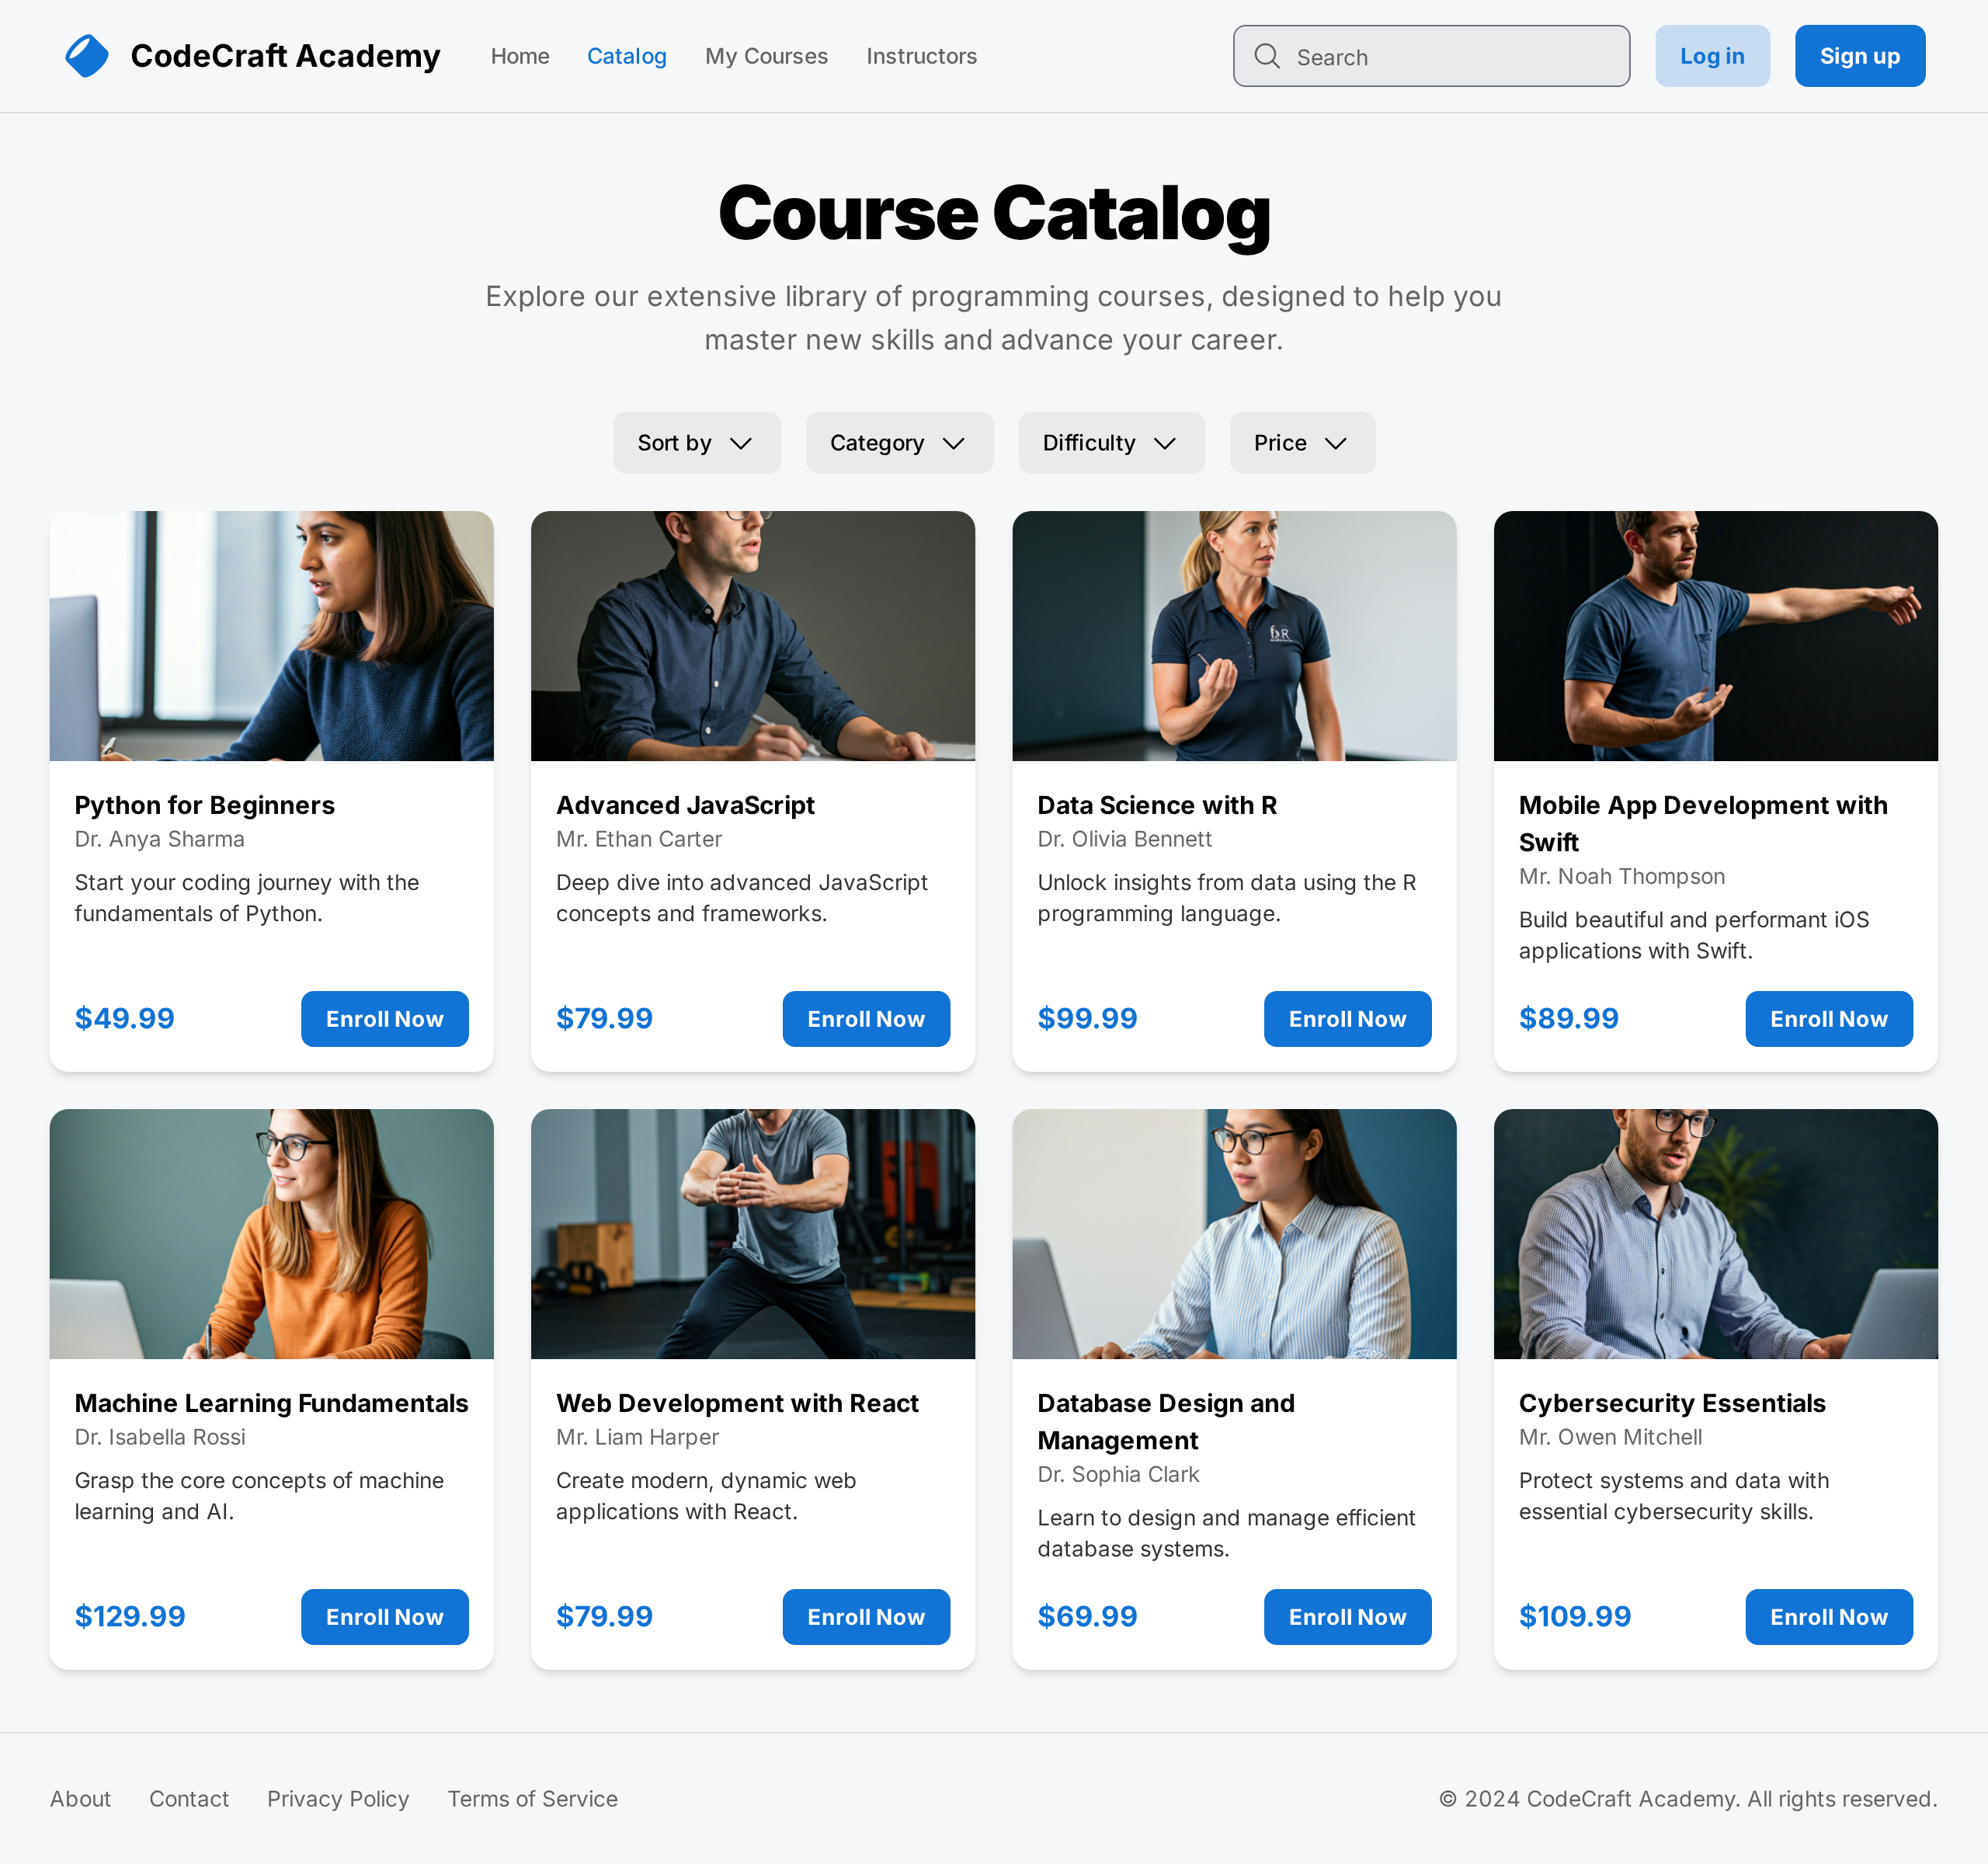 CodeCraft Academy
Home
Catalog
My Courses
Instructors
Search
Log in
Sign up
Course Catalog
Explore our extensive library of programming courses, designed to help you
master new skills and advance your career.
Sort by
Category
Difficulty
Price
Python for Beginners
Dr. Anya Sharma
Start your coding journey with the
fundamentals of Python.
$49.99
Enroll Now
Advanced JavaScript
Mr. Ethan Carter
Deep dive into advanced JavaScript
concepts and frameworks.
$79.99
Enroll Now
Data Science with R
Dr. Olivia Bennett
Unlock insights from data using the R
programming language.
$99.99
Enroll Now
Mobile App Development with
Swift
Mr. Noah Thompson
Build beautiful and performant iOS
applications with Swift.
$89.99
Enroll Now
Machine Learning Fundamentals
Dr. Isabella Rossi
Grasp the core concepts of machine
learning and AI.
$129.99
Enroll Now
Web Development with React
Mr. Liam Harper
Create modern, dynamic web
applications with React.
$79.99
Enroll Now
Database Design and
Management
Dr. Sophia Clark
Learn to design and manage efficient
database systems.
$69.99
Enroll Now
Cybersecurity Essentials
Mr. Owen Mitchell
Protect systems and data with
essential cybersecurity skills.
$109.99
Enroll Now
About
Contact
Privacy Policy
Terms of Service
© 2024 CodeCraft Academy. All rights reserved.